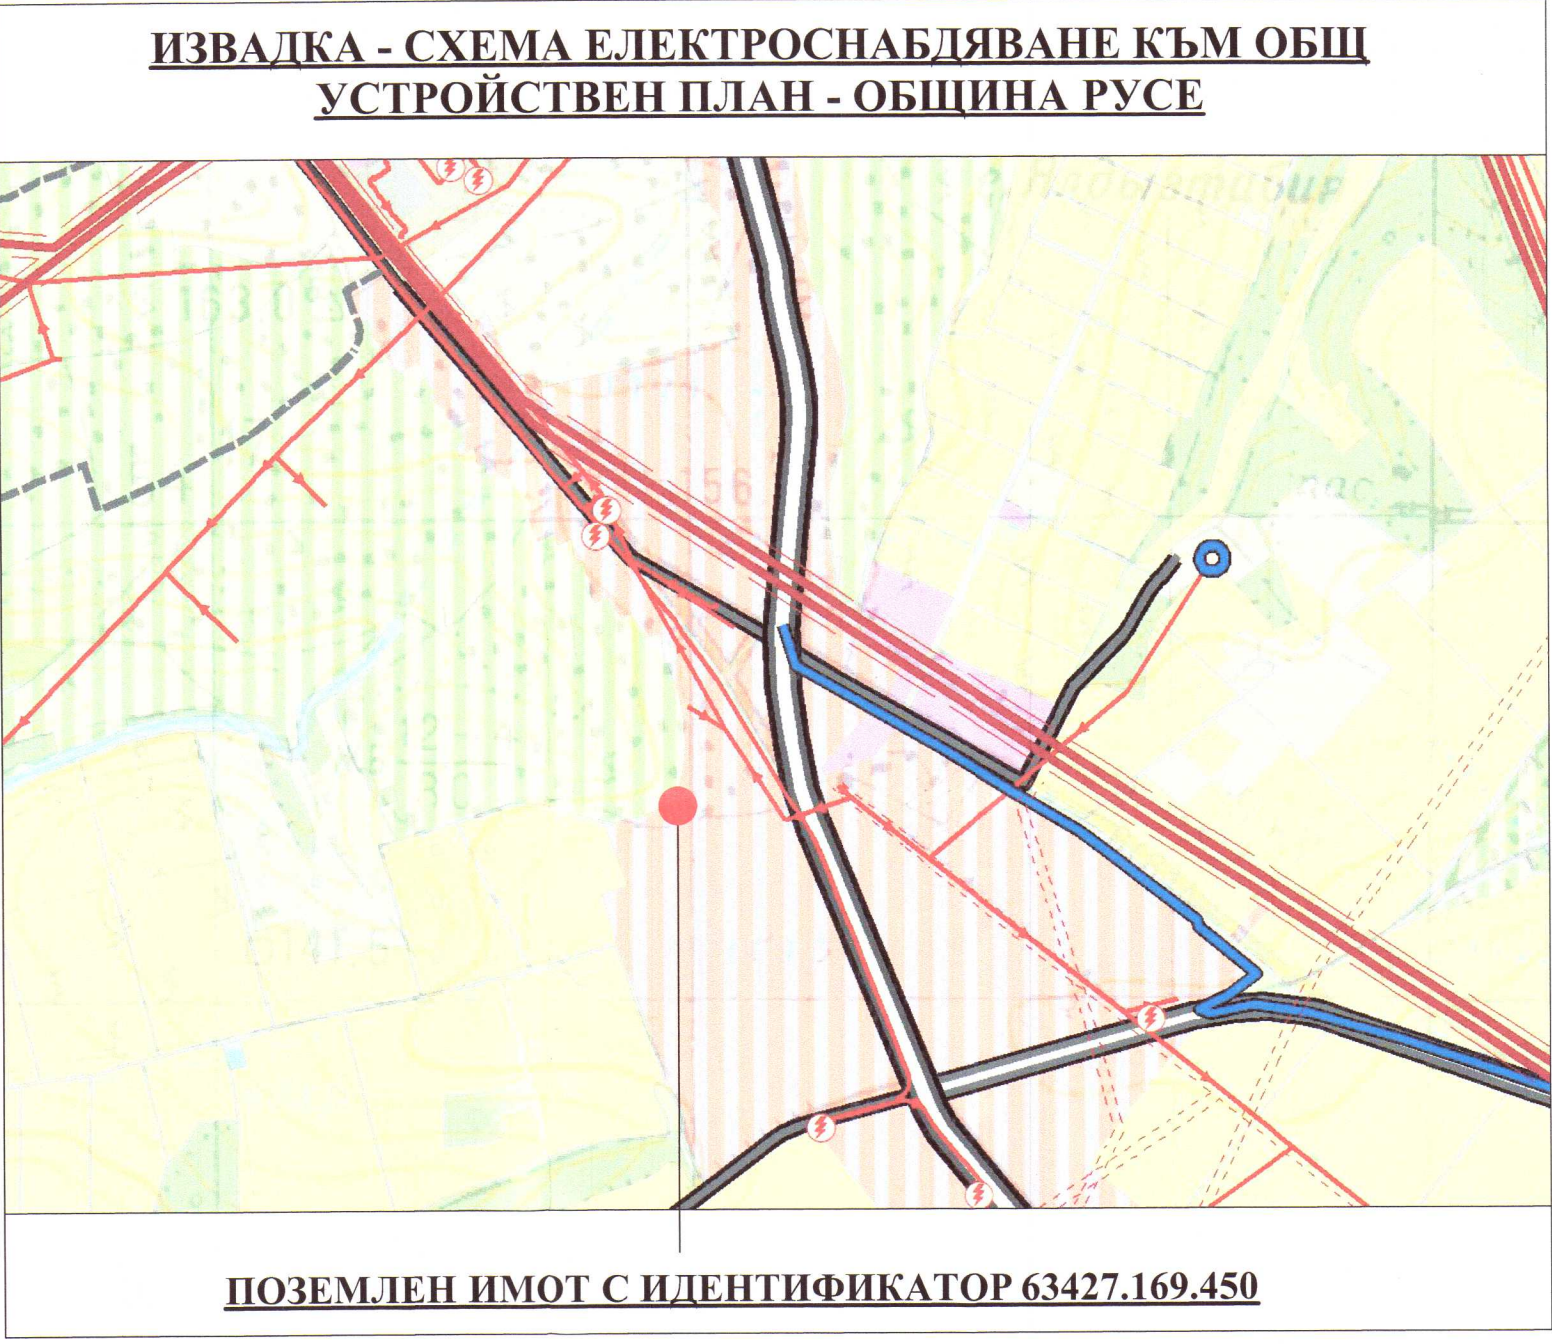 ИЗВАДКА - СХЕМА ЕЛЕКТРОСНАБДЯВАНЕ КЪМ ОБЩ
УСТРОЙСТВЕН ПЛАН - ОБЩИНА РУСЕ
ПОЗЕМЛЕН ИМОТ С ИДЕНТИФИКАТОР 63427.169.450